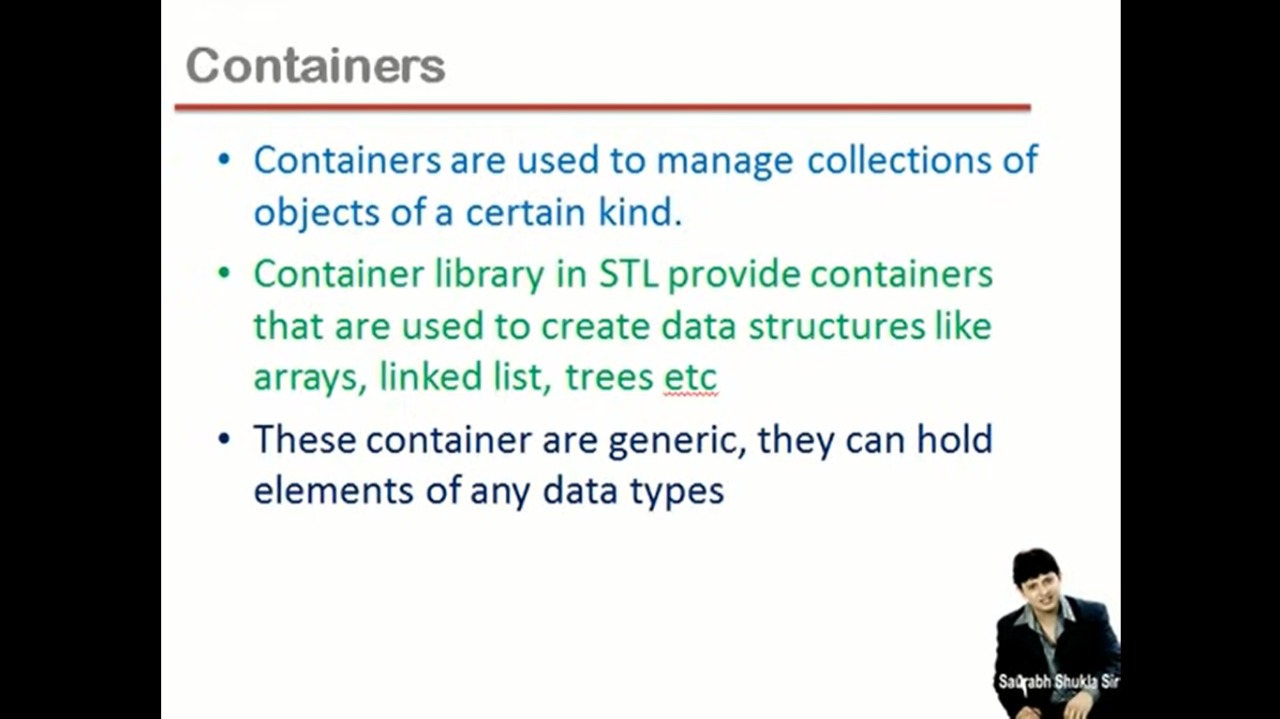 Containers
• Containers are used to manage collections of
objects of a certain kind.
• Container library in STL provide containers
that are used to create data structures like
arrays, linked list, trees etc
• These container are generic, they can hold
elements of any data types
Saurabh Shukla Sir